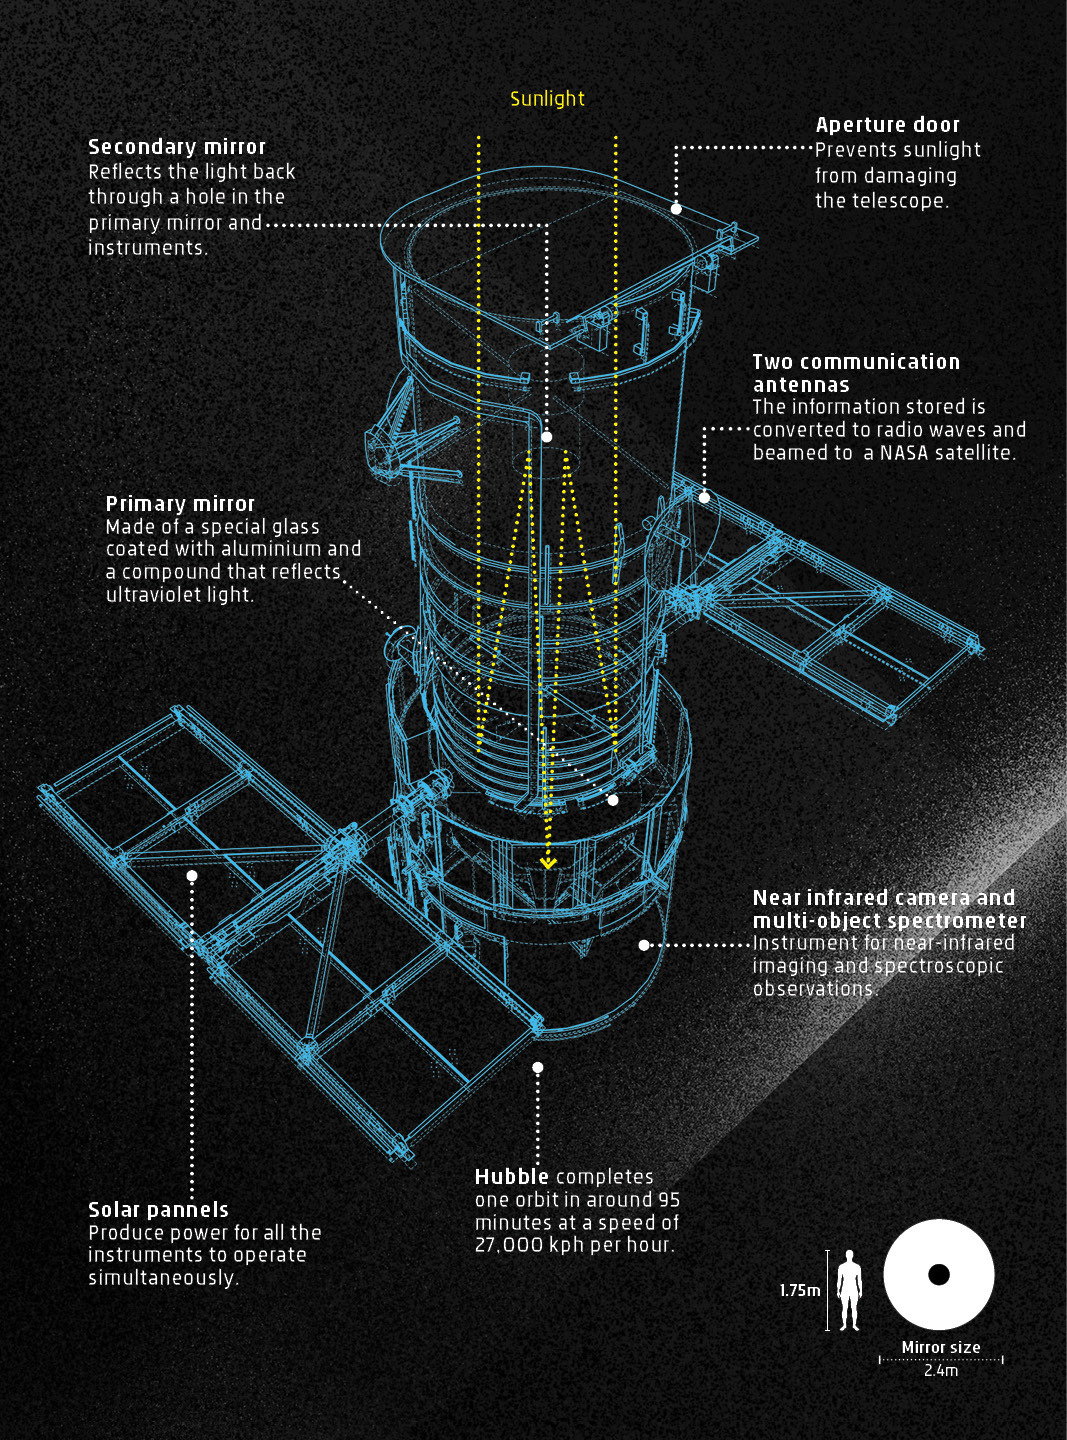 Sunlight
Secondary mirror
Reflects the light back
through a hole in the
primary mirror and
instruments.
Aperture door
Prevents sunlight
from damaging
the telescope.
Two communication
antennas
The information stored is
converted to radio waves and
beamed to a NASA satellite.
Primary mirror
Made of a special glass
coated with aluminium and
a compound that reflects
ultraviolet light.
Near infrared camera and
multi-object spectrometer
Instrument for near-infrared
imaging and spectroscopic
observations.
Solar pannels
Produce power for all the
instruments to operate
simultaneously.
Hubble completes
one orbit in around 95
minutes at a speed of
27,000 kph per hour.
1.75m
Mirror size
2.4m